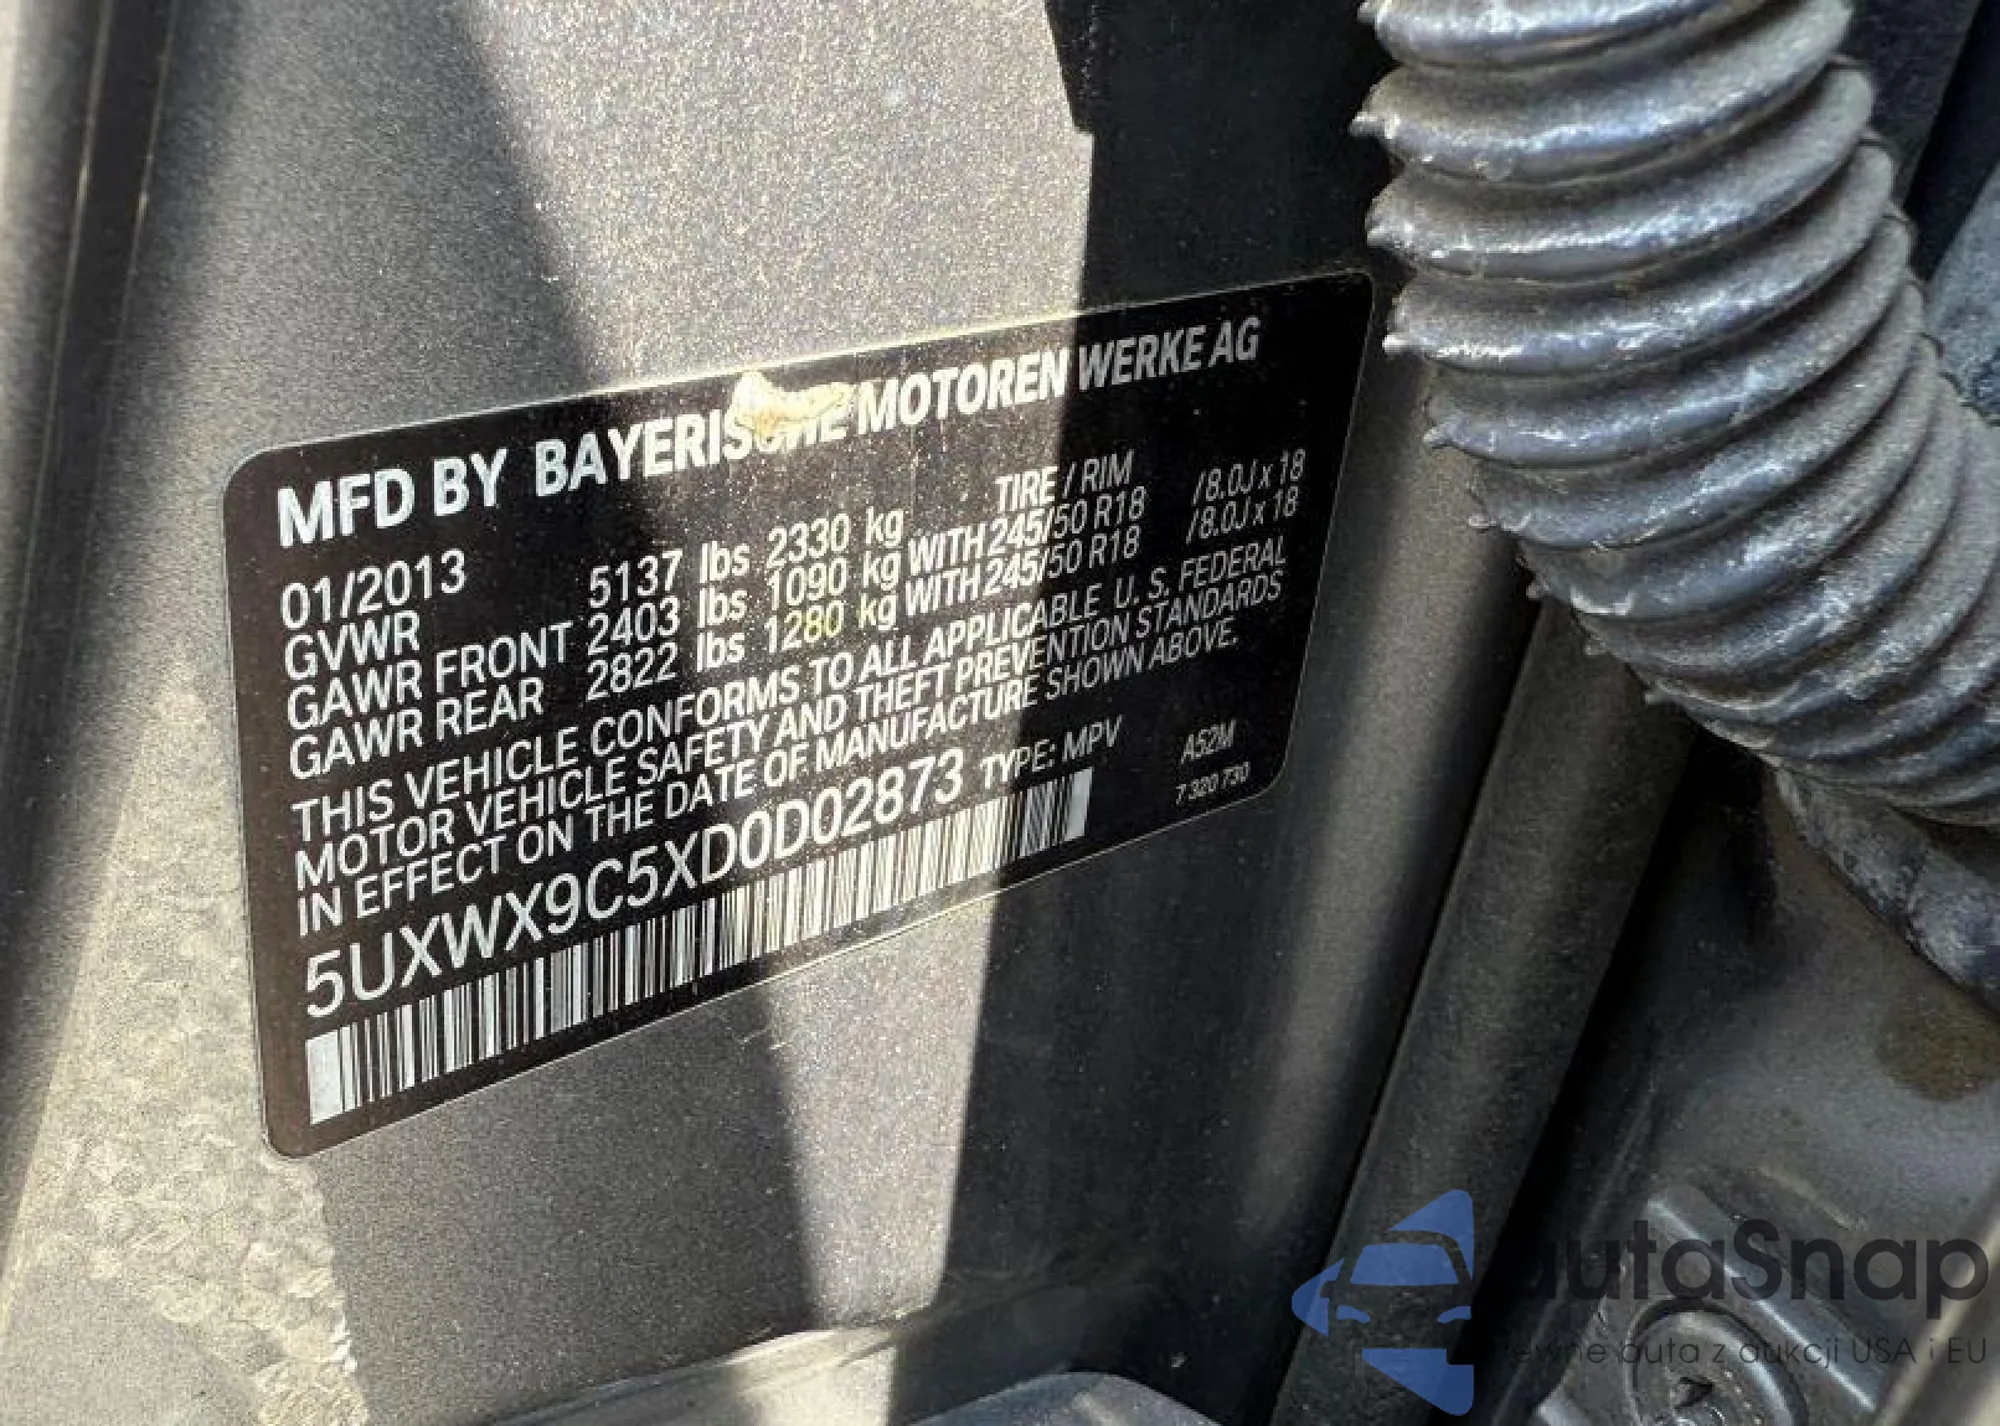 MFD BY BAYERISCHE MOTOREN WERKE AG
01/2013 TIRE / RIM
GVWR 5137 lbs 2330 kg
GAWR FRONT 2403 lbs 1090 kg WITH 245/50 R18 /8.0J x 18
GAWR REAR 2822 lbs 1280 kg WITH 245/50 R18 /8.0J x 18
THIS VEHICLE CONFORMS TO ALL APPLICABLE U. S. FEDERAL
MOTOR VEHICLE SAFETY AND THEFT PREVENTION STANDARDS
IN EFFECT ON THE DATE OF MANUFACTURE SHOWN ABOVE.
5UXWX9C5XD0D02873 TYPE: MPV A52M
7 320 730
autaSnap
Pewne auta z aukcji USA i EU